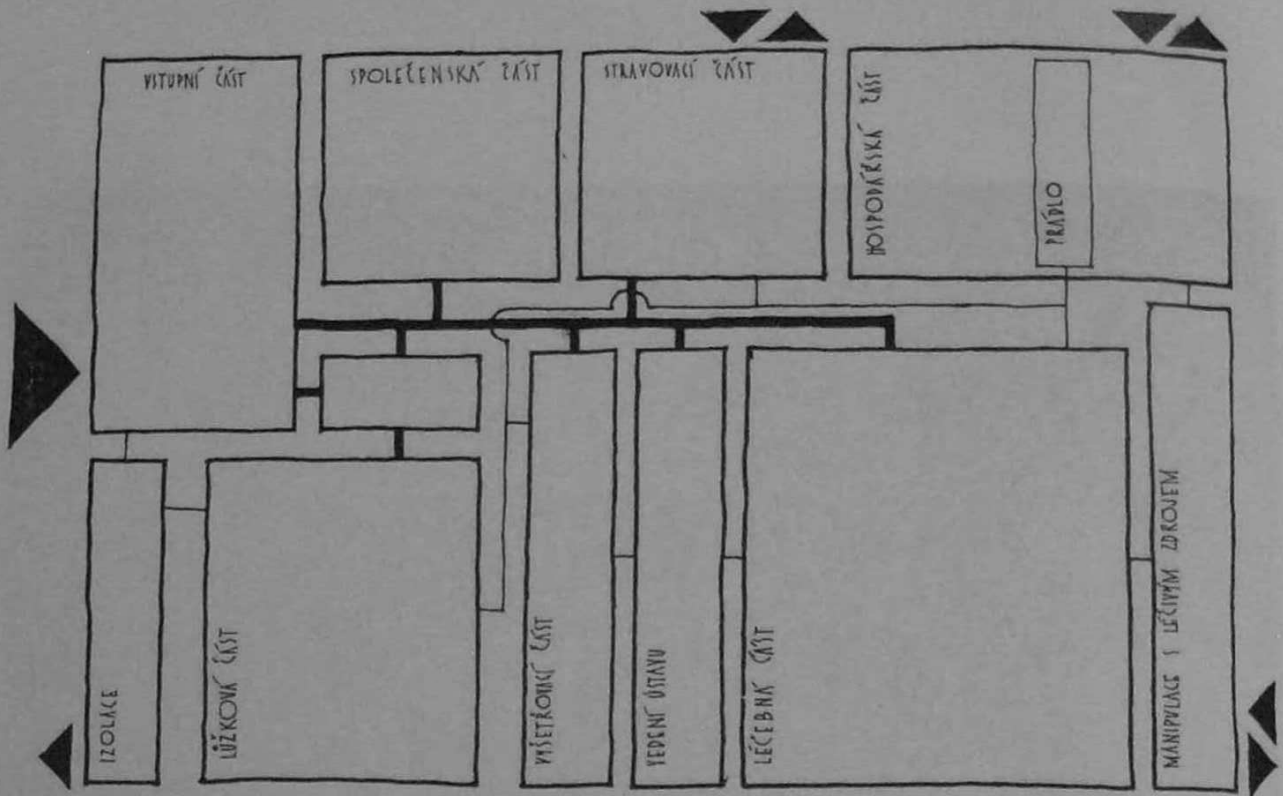 VSTUPNÍ ČÁST
SPOLEČENSKÁ ČÁST
STRAVOVACÍ ČÁST
HOSPODÁŘSKÁ ČÁST
PRÁDLO
IZOLACE
LŮŽKOVÁ ČÁST
VYŠETŘOVACÍ ČÁST
VEDENÍ ÚSTAVU
LÉČEBNÁ ČÁST
MANIPULACE S LÉČIVÝM ZDROJEM